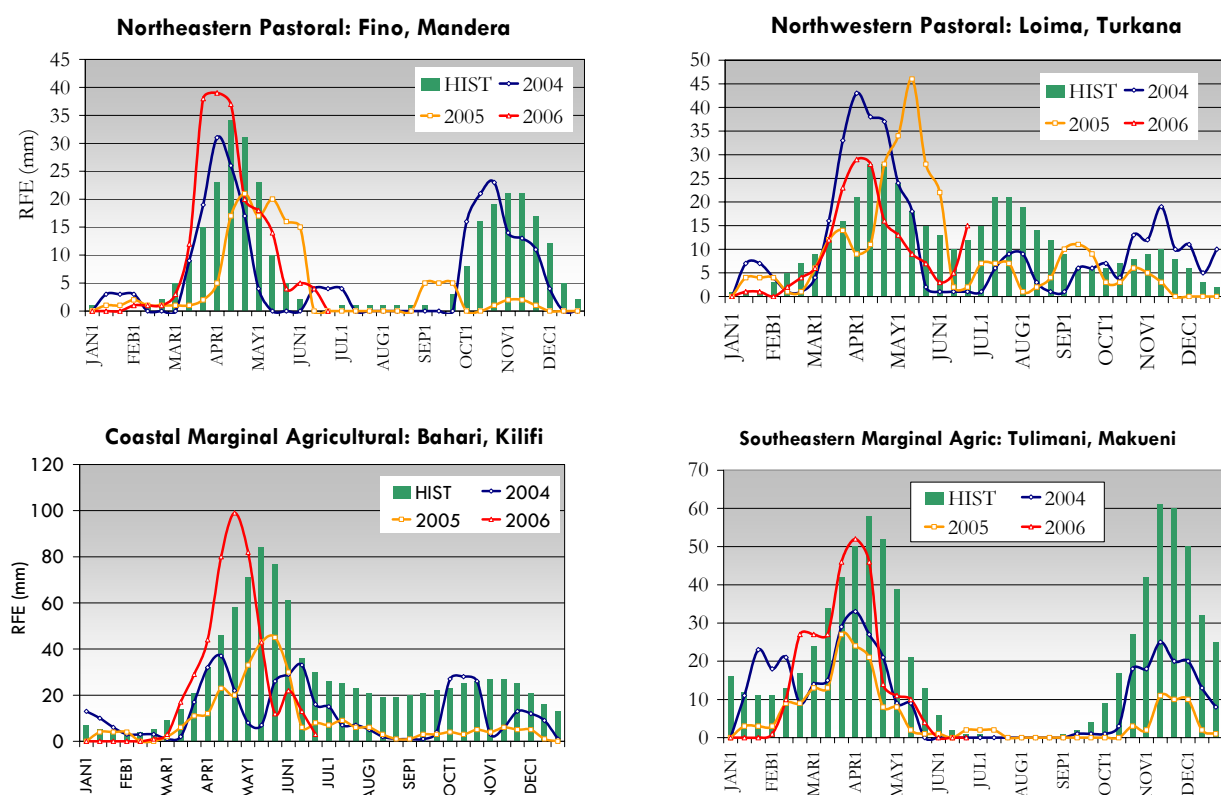 Northeastern Pastoral: Fino, Mandera
45
40
35
30
25
20
15
10
5
0
RFE (mm)
HIST 2004
2005 2006
JAN1 FEB1 MAR1 APR1 MAY1 JUN1 JUL1 AUG1 SEP1 OCT1 NOV1 DEC1
Northwestern Pastoral: Loima, Turkana
50
45
40
35
30
25
20
15
10
5
0
HIST 2004
2005 2006
JAN1 FEB1 MAR1 APR1 MAY1 JUN1 JUL1 AUG1 SEP1 OCT1 NOV1 DEC1
Coastal Marginal Agricultural: Bahari, Kilifi
120
100
80
60
40
20
0
RFE (mm)
HIST 2004
2005 2006
JAN1 FEB1 MAR1 APR1 MAY1 JUN1 JUL1 AUG1 SEP1 OCT1 NOV1 DEC1
Southeastern Marginal Agric: Tulimani, Makueni
70
60
50
40
30
20
10
0
HIST 2004
2005 2006
JAN1 FEB1 MAR1 APR1 MAY1 JUN1 JUL1 AUG1 SEP1 OCT1 NOV1 DEC1